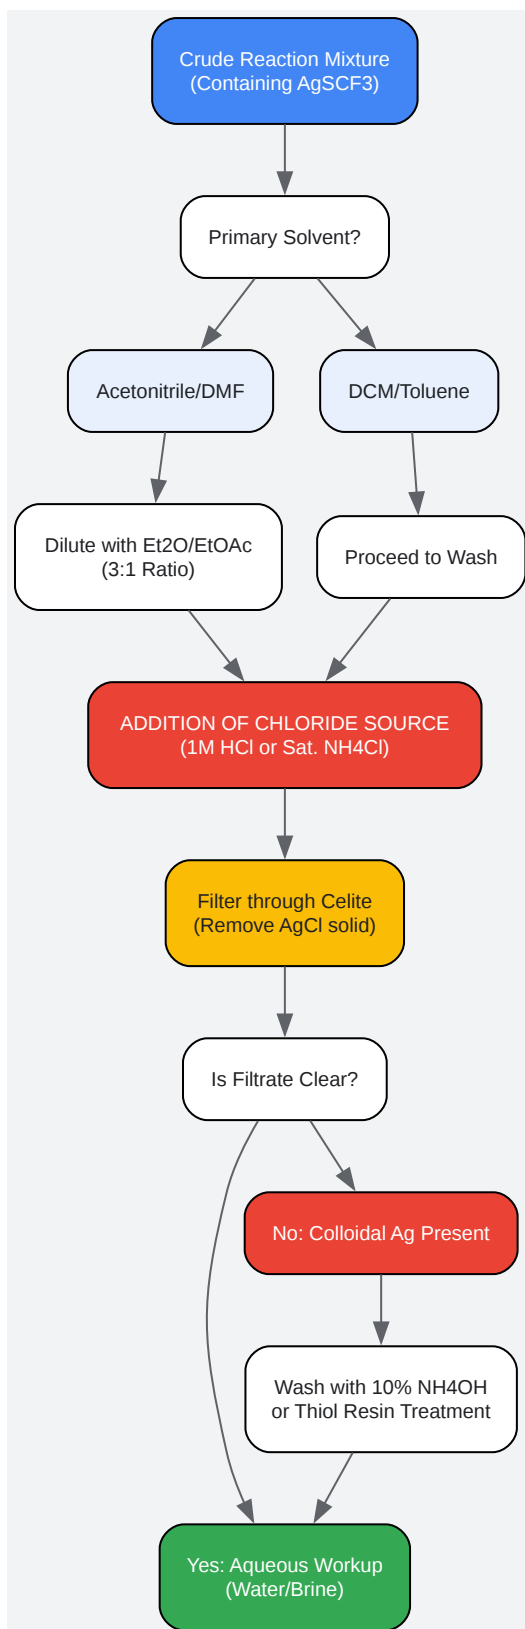 Crude Reaction Mixture
(Containing AgSCF3)
Primary Solvent?
Acetonitrile/DMF
DCM/Toluene
Dilute with Et2O/EtOAc
(3:1 Ratio)
Proceed to Wash
ADDITION OF CHLORIDE SOURCE
(1M HCl or Sat. NH4Cl)
Filter through Celite
(Remove AgCl solid)
Is Filtrate Clear?
No: Colloidal Ag Present
Wash with 10% NH4OH
or Thiol Resin Treatment
Yes: Aqueous Workup
(Water/Brine)